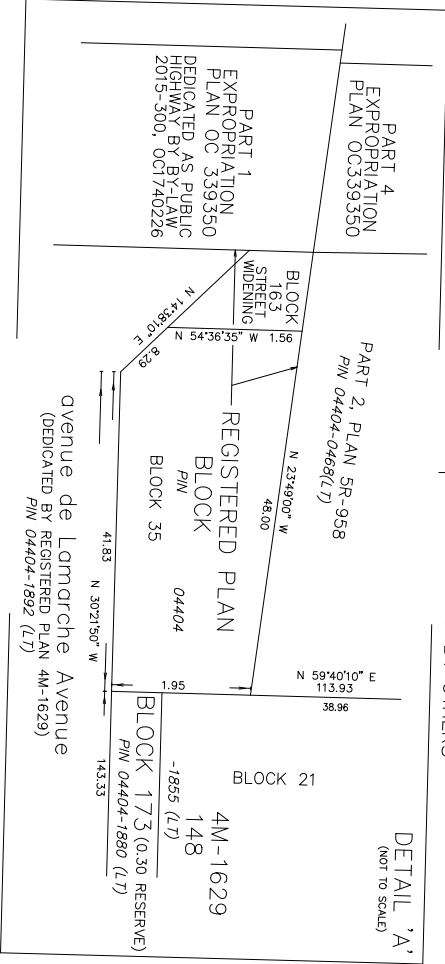 DETAIL 'A'
(NOT TO SCALE)
PART 4
EXPROPRIATION
PLAN OC339350
PART 1
EXPROPRIATION
PLAN OC 339350
DEDICATED AS PUBLIC
HIGHWAY BY BY-LAW
2015-300, OC1740226
BLOCK
163
STREET
WIDENING
PART 2, PLAN 5R-958
PIN 04404-0468(LT)
N 23°49'00" W
48.00
N 54°36'35" W 1.56
N 14°38'10" E
8.29
REGISTERED PLAN 4M-1629
BLOCK 148
PIN 04404 -1855 (LT)
BLOCK 35
BLOCK 21
N 59°40'10" E
113.93
38.96
1.95
41.83 N 30°21'50" W 143.33
BLOCK 173 (0.30 RESERVE)
PIN 04404-1880 (LT)
avenue de Lamarche Avenue
(DEDICATED BY REGISTERED PLAN 4M-1629)
PIN 04404-1892 (LT)